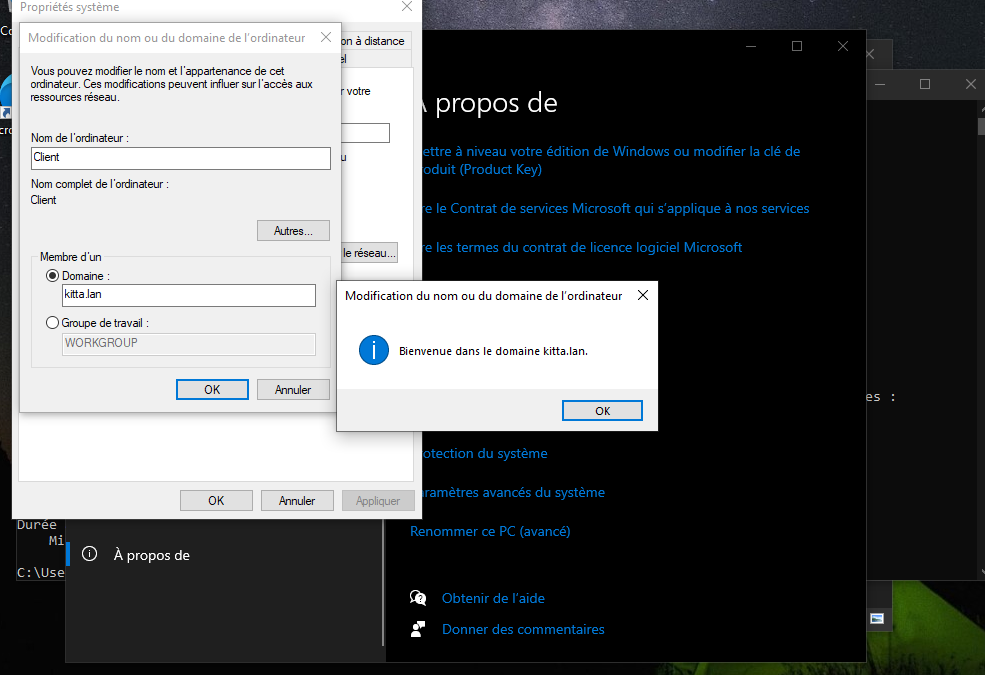 Propriétés système
Modification du nom ou du domaine de l'ordinateur
Vous pouvez modifier le nom et l'appartenance de cet
ordinateur. Ces modifications peuvent influer sur l'accès aux
ressources réseau.
Nom de l'ordinateur :
Client
Nom complet de l'ordinateur :
Client
Autres...
Membre d'un
Domaine :
kitta.lan
Groupe de travail :
WORKGROUP
OK
Annuler
à distance
votre
le réseau...
OK
Annuler
Appliquer
Modification du nom ou du domaine de l'ordinateur
Bienvenue dans le domaine kitta.lan.
OK
À propos de
ettre à niveau votre édition de Windows ou modifier la clé de
oduit (Product Key)
re le Contrat de services Microsoft qui s'applique à nos services
re les termes du contrat de licence logiciel Microsoft
otection du système
ramètres avancés du système
Renommer ce PC (avancé)
Obtenir de l'aide
Donner des commentaires
À propos de
es :
Durée
Mi
C:\Use